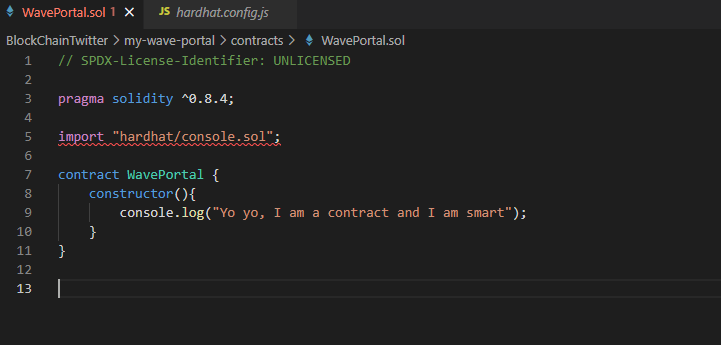 WavePortal.sol 1 × JS hardhat.config.js
BlockChainTwitter > my-wave-portal > contracts > WavePortal.sol
1 // SPDX-License-Identifier: UNLICENSED
2
3 pragma solidity ^0.8.4;
4
5 import "hardhat/console.sol";
6
7 contract WavePortal {
8     constructor(){
9         console.log("Yo yo, I am a contract and I am smart");
10     }
11 }
12
13